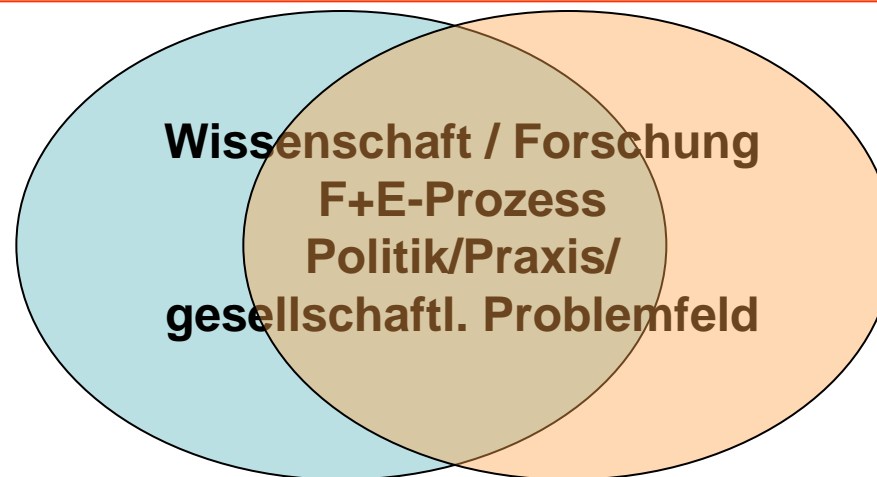 Wissenschaft / Forschung
F+E-Prozess
Politik/Praxis/
gesellschaftl. Problemfeld